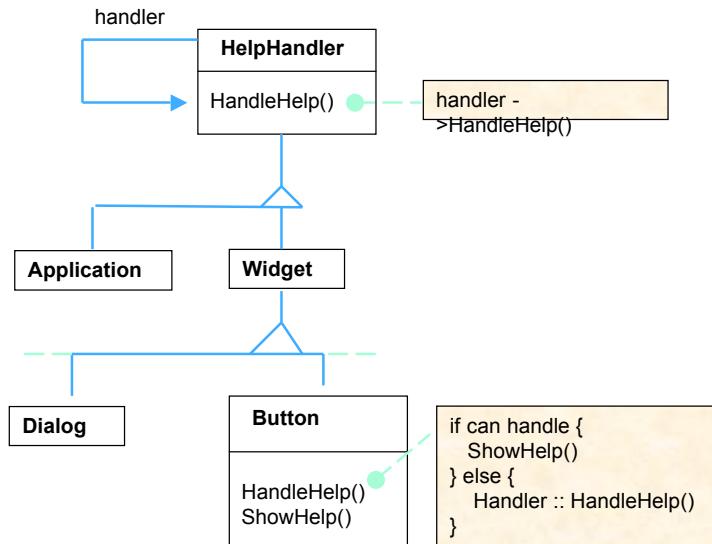 handler
HelpHandler
HandleHelp()
handler -
>HandleHelp()
Application
Widget
Dialog
Button
HandleHelp()
ShowHelp()
if can handle {
ShowHelp()
} else {
Handler :: HandleHelp()
}